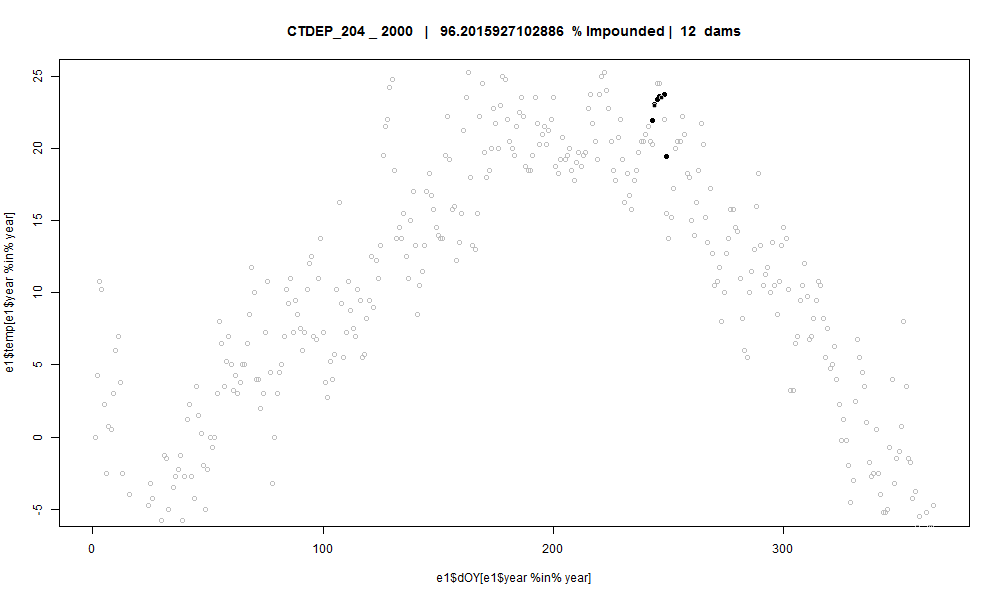 CTDEP_204 _ 2000 | 96.2015927102886 % Impounded | 12 dams
e1$temp[e1$year %in% year]
25
20
15
10
5
0
-5
0 100 200 300
e1$dOY[e1$year %in% year]